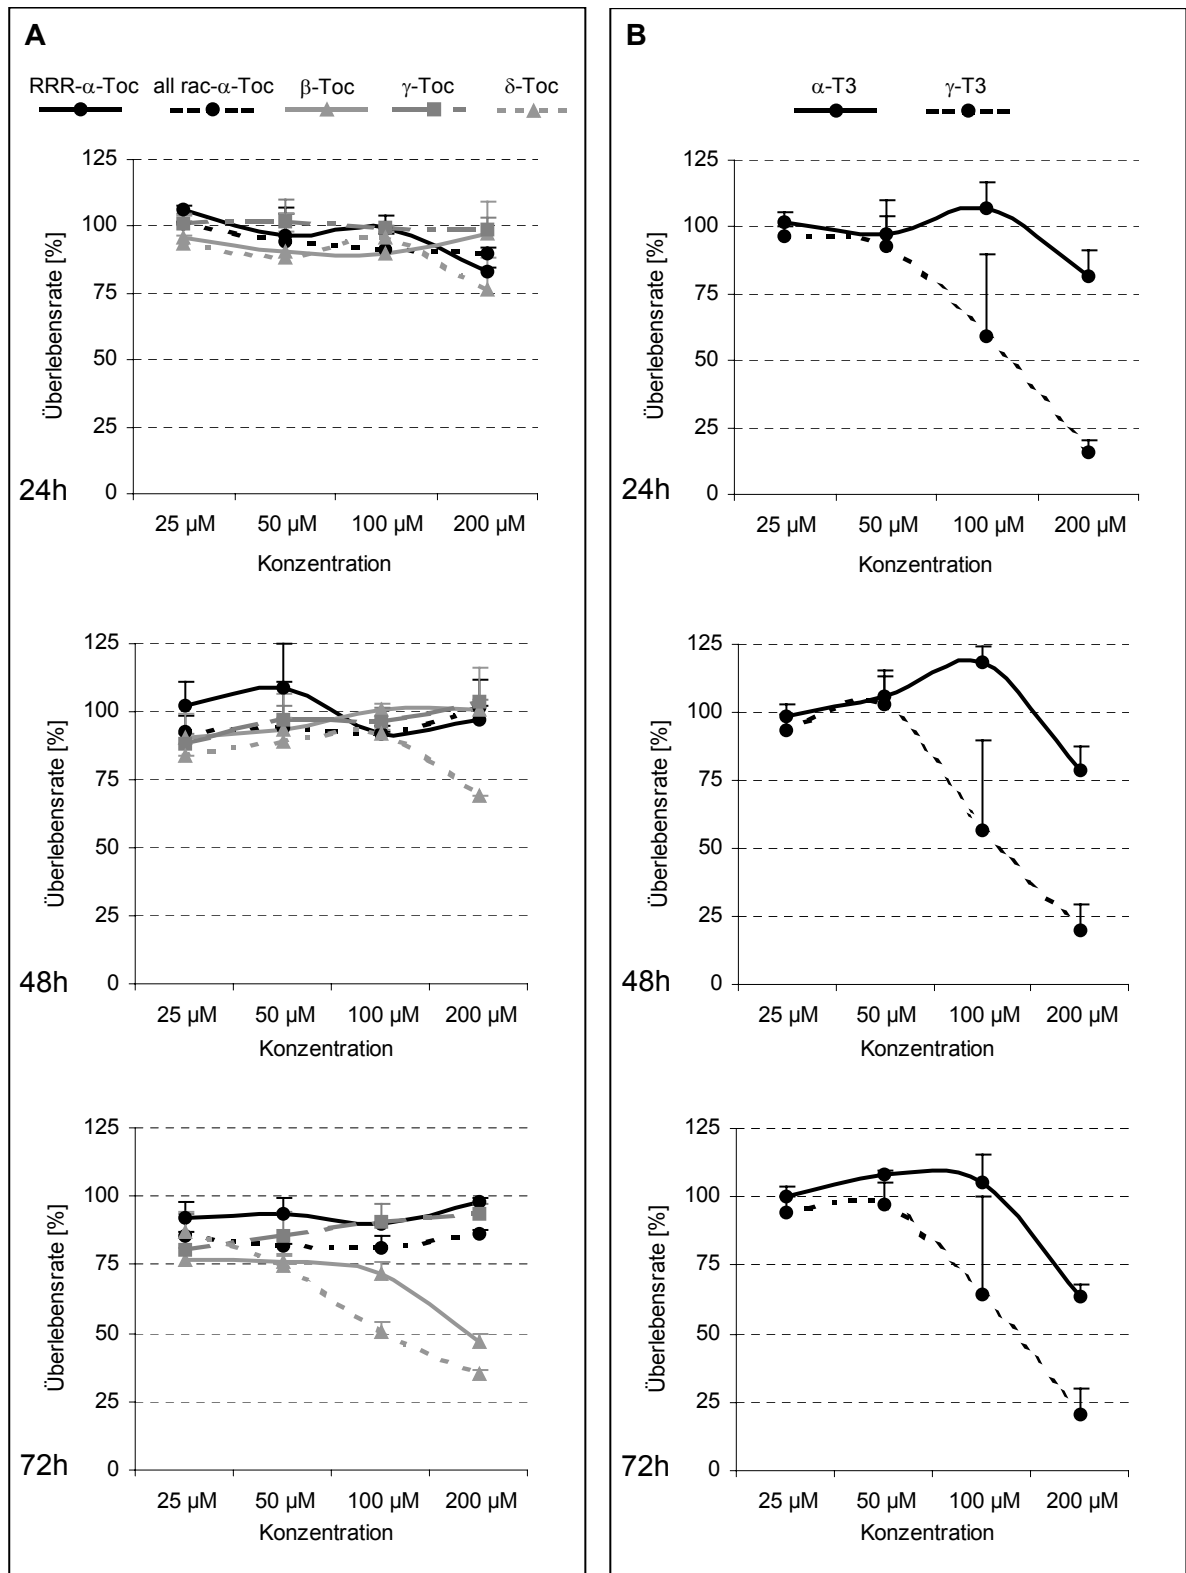 A
RRR-α-Toc all rac-α-Toc β-Toc γ-Toc δ-Toc
125
100
75
50
25
0
Überlebensrate [%]
24h
25 µM 50 µM 100 µM 200 µM
Konzentration
125
100
75
50
25
0
Überlebensrate [%]
48h
25 µM 50 µM 100 µM 200 µM
Konzentration
125
100
75
50
25
0
Überlebensrate [%]
72h
25 µM 50 µM 100 µM 200 µM
Konzentration
B
α-T3 γ-T3
125
100
75
50
25
0
Überlebensrate [%]
24h
25 µM 50 µM 100 µM 200 µM
Konzentration
125
100
75
50
25
0
Überlebensrate [%]
48h
25 µM 50 µM 100 µM 200 µM
Konzentration
125
100
75
50
25
0
Überlebensrate [%]
72h
25 µM 50 µM 100 µM 200 µM
Konzentration